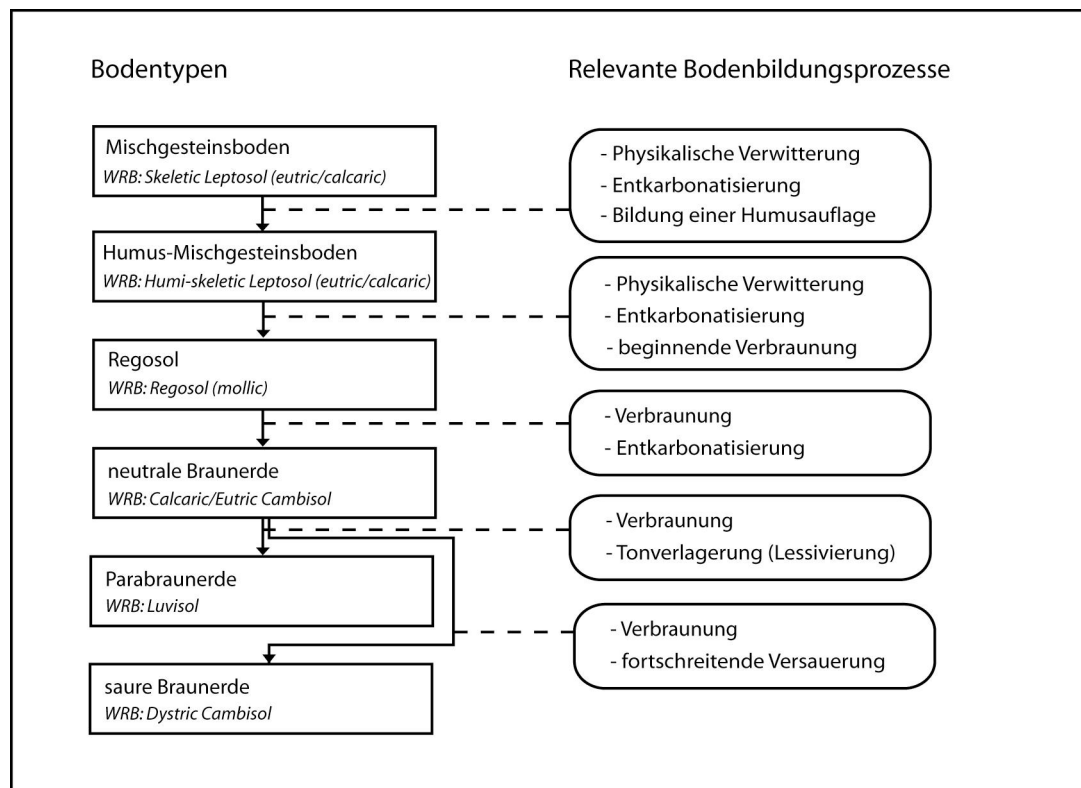 Bodentypen
Relevante Bodenbildungsprozesse
Mischgesteinsboden
WRB: Skeletic Leptosol (eutric/calcaric)
- Physikalische Verwitterung
- Entkarbonatisierung
- Bildung einer Humusauflage
Humus-Mischgesteinsboden
WRB: Humi-skeletic Leptosol (eutric/calcaric)
- Physikalische Verwitterung
- Entkarbonatisierung
- beginnende Verbraunung
Regosol
WRB: Regosol (mollic)
- Verbraunung
- Entkarbonatisierung
neutrale Braunerde
WRB: Calcaric/Eutric Cambisol
- Verbraunung
- Tonverlagerung (Lessivierung)
Parabraunerde
WRB: Luvisol
- Verbraunung
- fortschreitende Versauerung
saure Braunerde
WRB: Dystric Cambisol